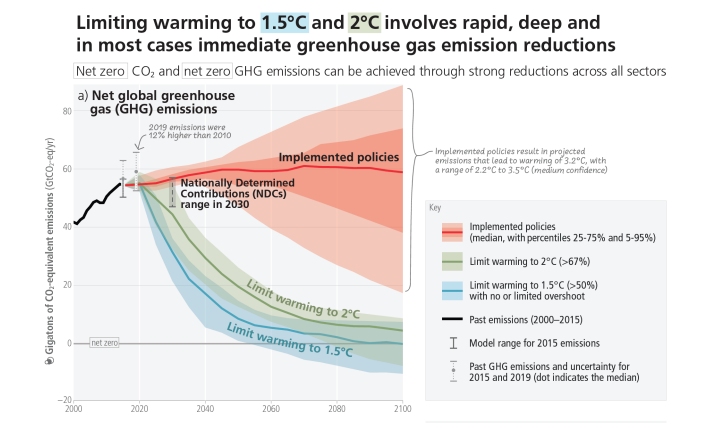 Limiting warming to 1.5°C and 2°C involves rapid, deep and
in most cases immediate greenhouse gas emission reductions
Net zero CO₂ and net zero GHG emissions can be achieved through strong reductions across all sectors
a) Net global greenhouse
gas (GHG) emissions
2019 emissions were
12% higher than 2010
Implemented policies
Implemented policies result in projected
emissions that lead to warming of 3.2°C, with
a range of 2.2°C to 3.5°C (medium confidence)
Nationally Determined
Contributions (NDCs)
range in 2030
Limit warming to 2°C
Limit warming to 1.5°C
net zero
Gigatons of CO₂-equivalent emissions (GtCO₂-eq/yr)
80
60
40
20
0
−20
2000
2020
2040
2060
2080
2100
Key
Implemented policies
(median, with percentiles 25-75% and 5-95%)
Limit warming to 2°C (>67%)
Limit warming to 1.5°C (>50%)
with no or limited overshoot
Past emissions (2000–2015)
Model range for 2015 emissions
Past GHG emissions and uncertainty for
2015 and 2019 (dot indicates the median)